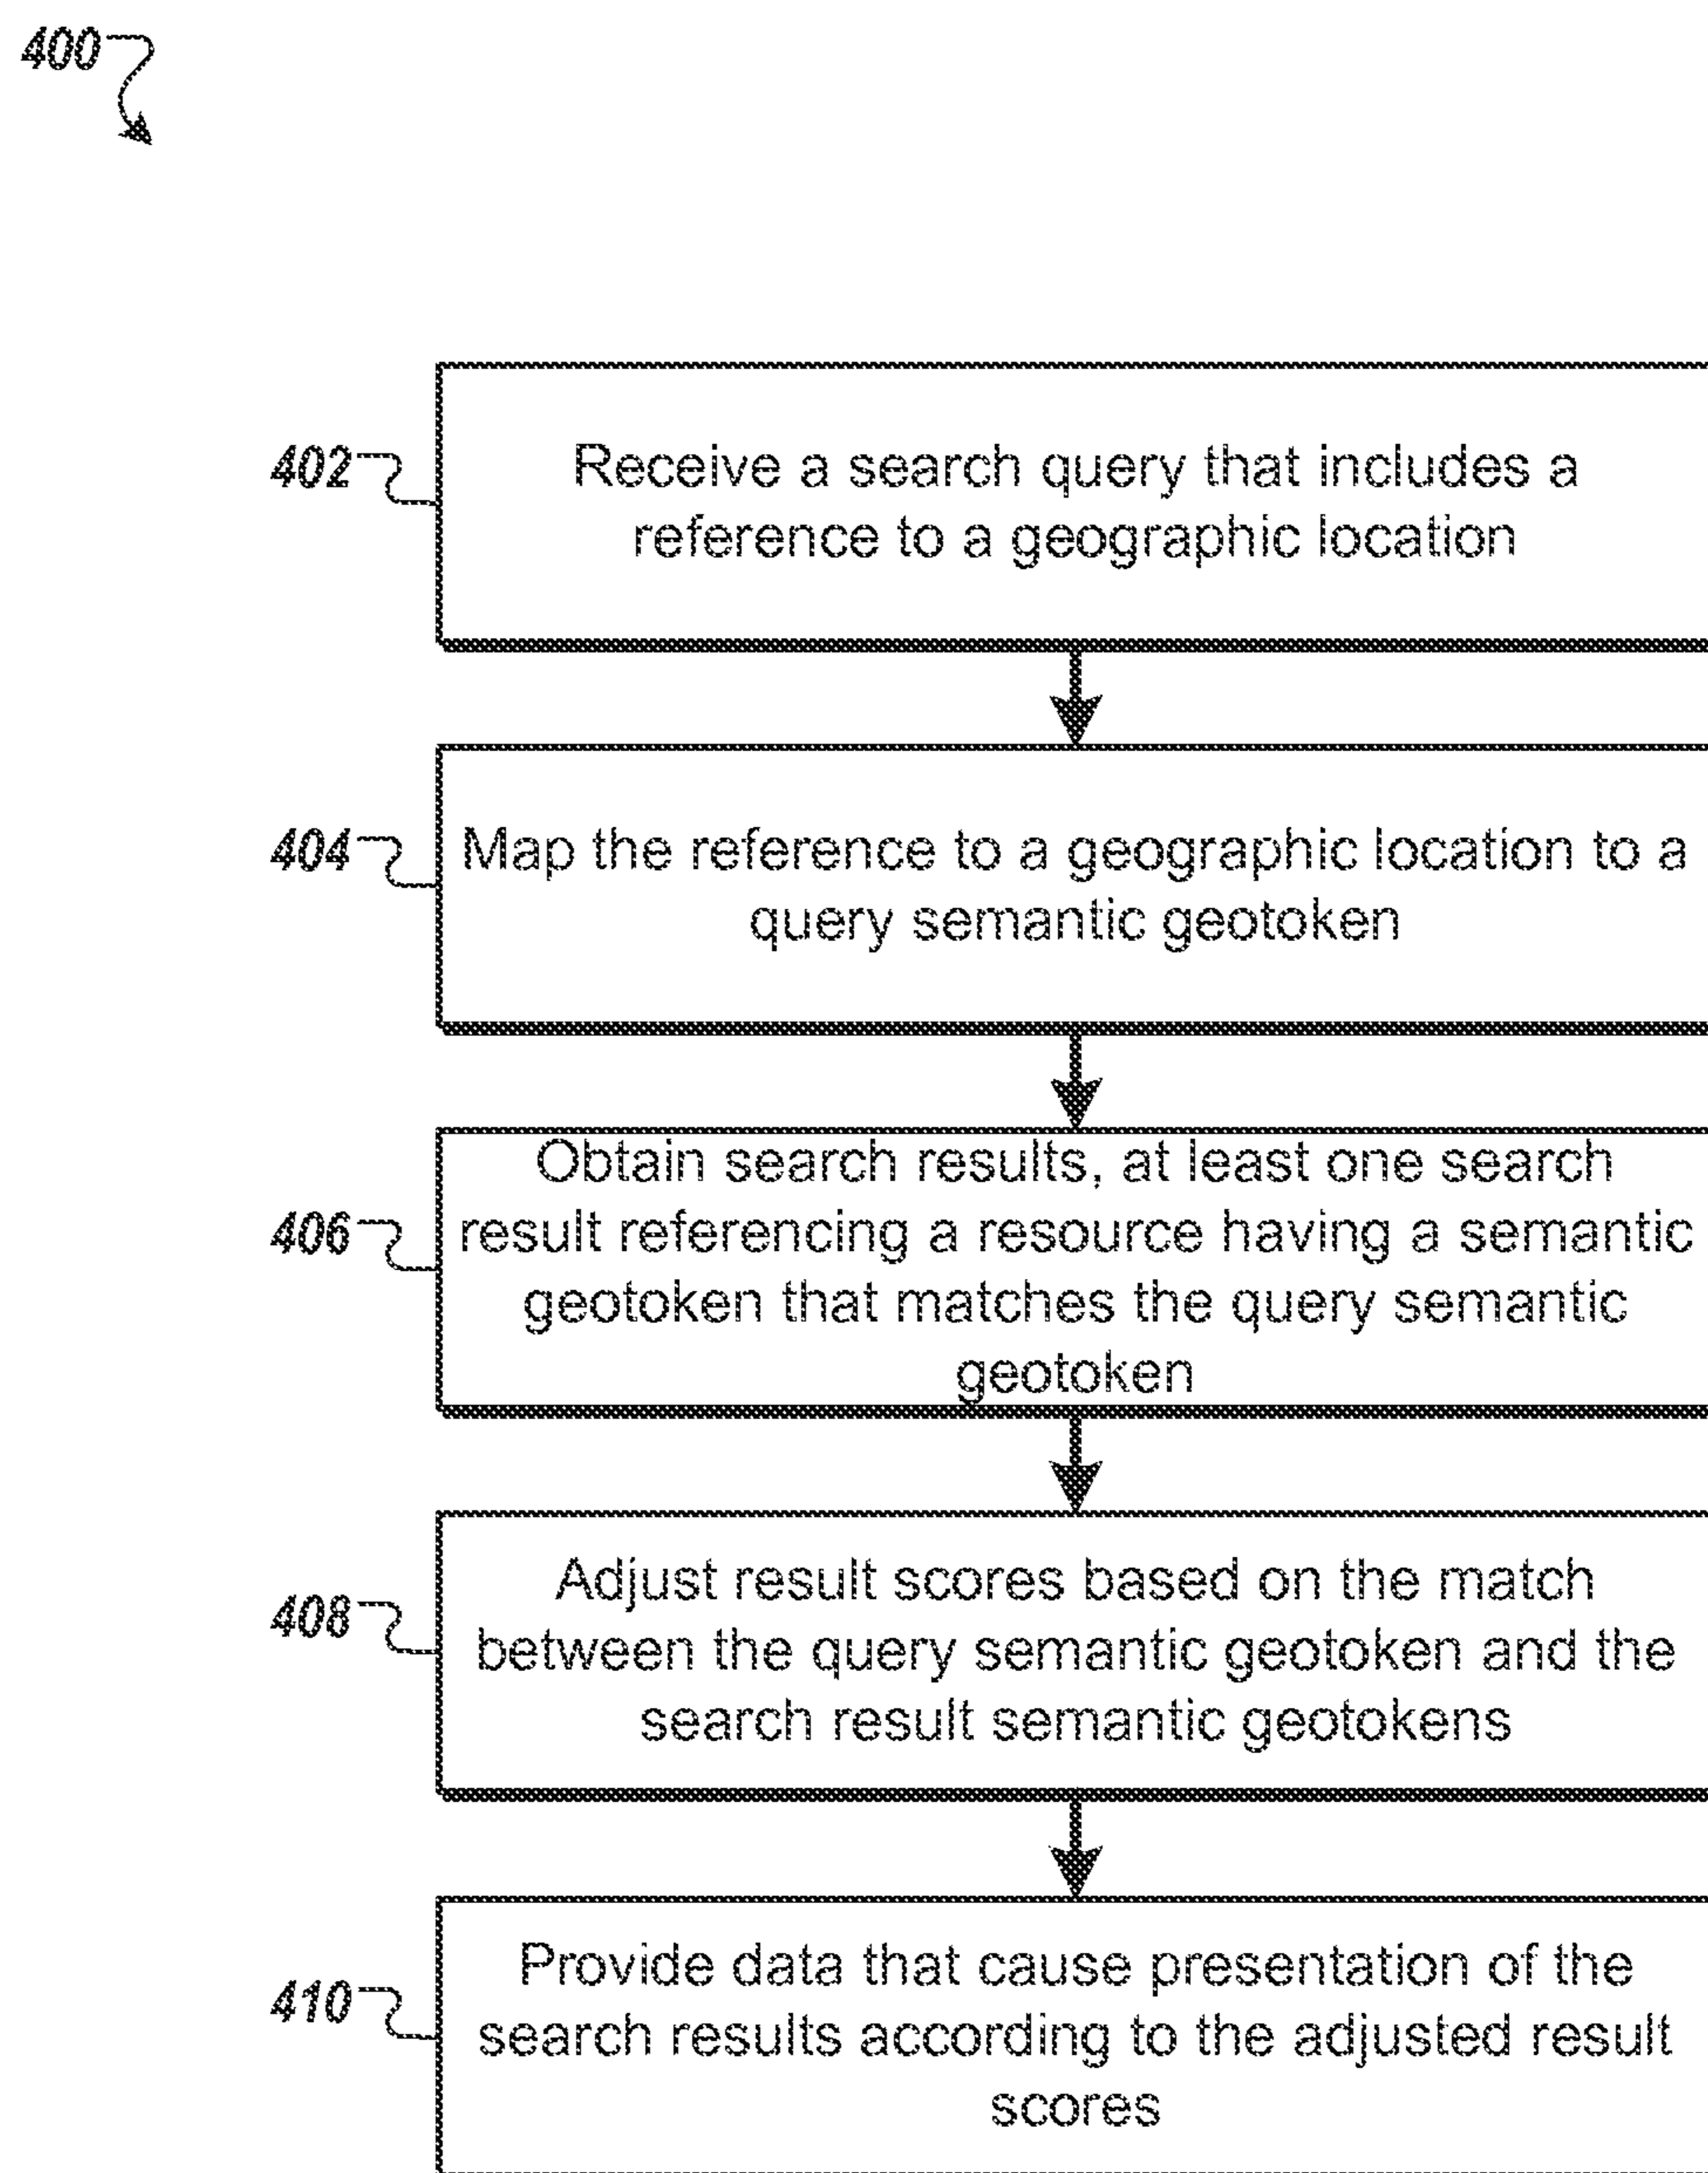 400
402
Receive a search query that includes a
reference to a geographic location
404
Map the reference to a geographic location to a
query semantic geotoken
406
Obtain search results, at least one search
result referencing a resource having a semantic
geotoken that matches the query semantic
geotoken
408
Adjust result scores based on the match
between the query semantic geotoken and the
search result semantic geotokens
410
Provide data that cause presentation of the
search results according to the adjusted result
scores